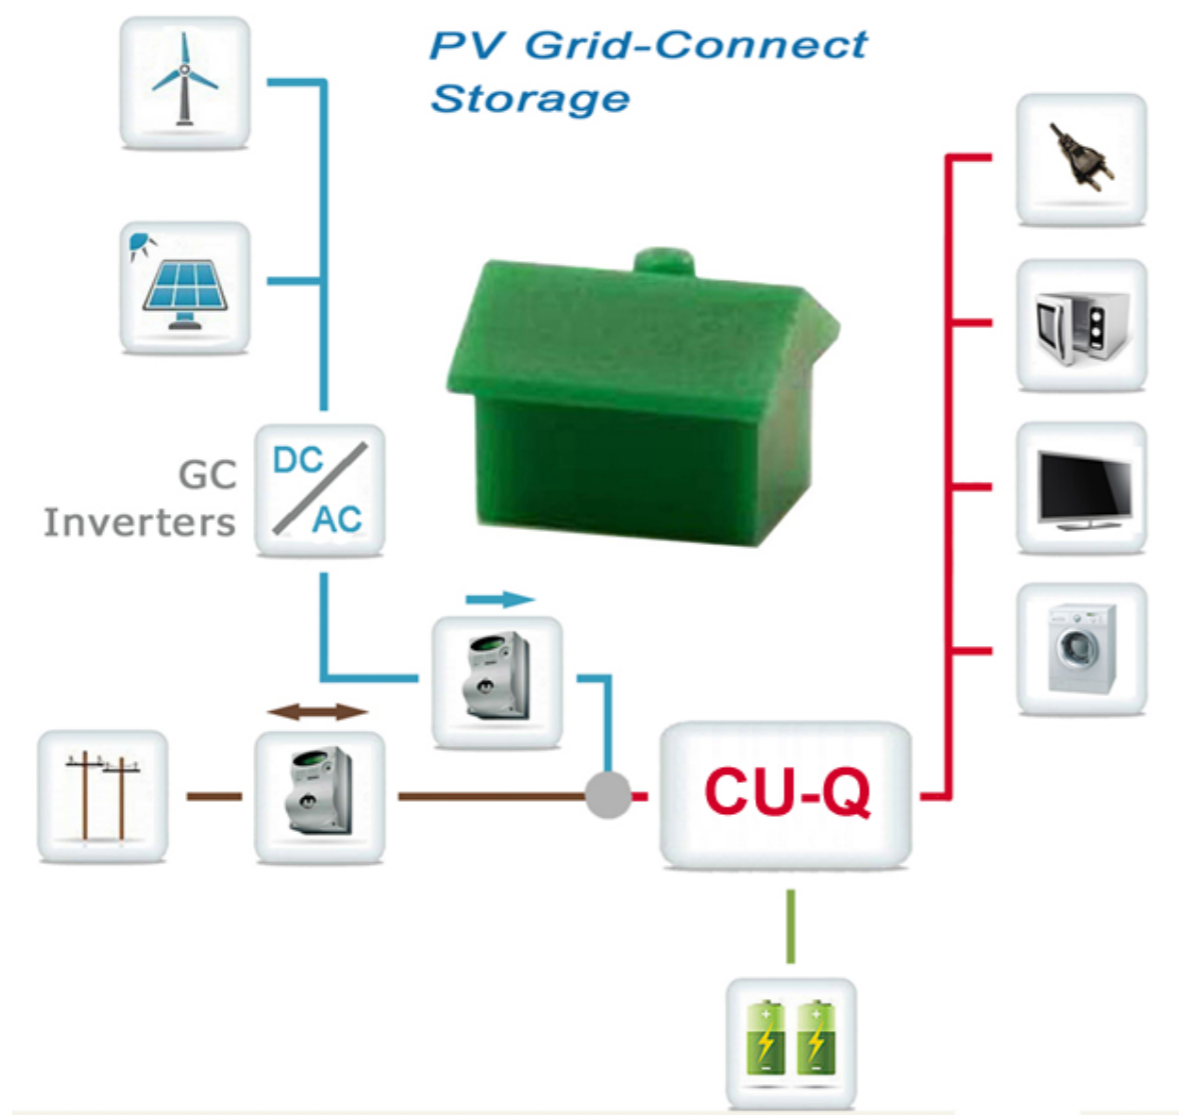 PV Grid-Connect
Storage
GC
Inverters
DC
AC
CU-Q